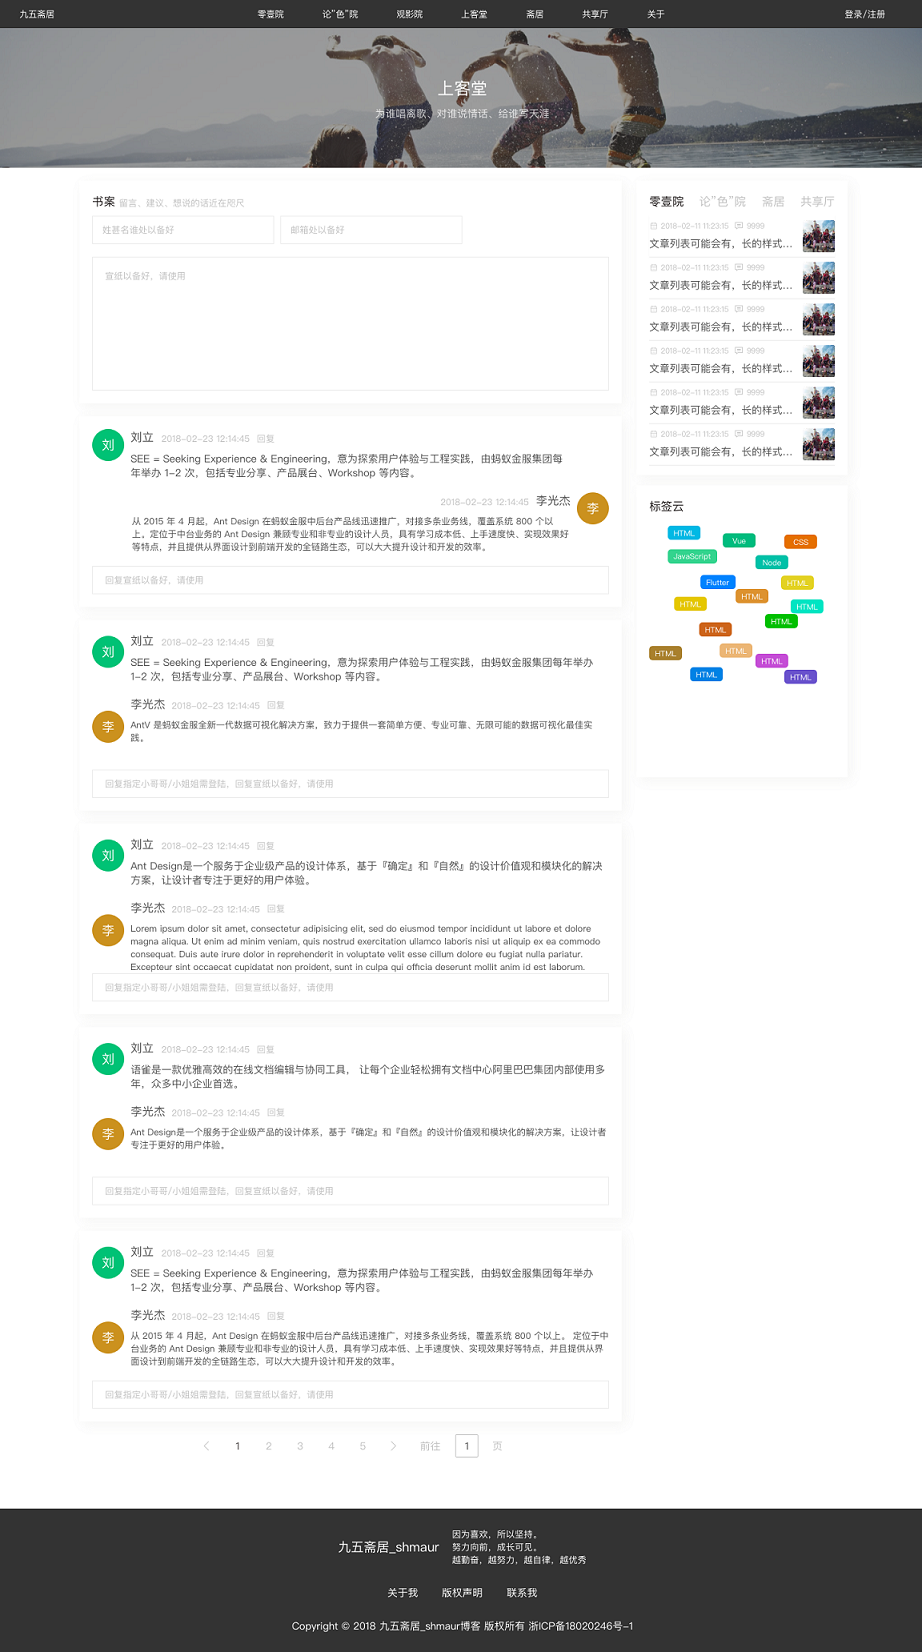 九五斋居 零壹院 论"色"院 观影院 上客堂 斋居 共享厅 关于 登录/注册
上客堂
为谁唱离歌、对谁说情话、给谁写天涯
书案 留言、建议、想说的话近在咫尺
姓甚名谁处以备好 邮箱处以备好
宣纸以备好，请使用
刘
刘立 2018-02-23 12:14:45 回复
SEE = Seeking Experience & Engineering，意为探索用户体验与工程实践，由蚂蚁金服集团每
年举办 1-2 次，包括专业分享、产品展台、Workshop 等内容。
2018-02-23 12:14:45 李光杰
李
从 2015 年 4 月起，Ant Design 在蚂蚁金服中后台产品线迅速推广，对接多条业务线，覆盖系统 800 个以
上。定位于中台业务的 Ant Design 兼顾专业和非专业的设计人员，具有学习成本低、上手速度快、实现效果好
等特点，并且提供从界面设计到前端开发的全链路生态，可以大大提升设计和开发的效率。
回复宣纸以备好，请使用
刘
刘立 2018-02-23 12:14:45 回复
SEE = Seeking Experience & Engineering，意为探索用户体验与工程实践，由蚂蚁金服集团每年举办
1-2 次，包括专业分享、产品展台、Workshop 等内容。
李光杰 2018-02-23 12:14:45 回复
李
AntV 是蚂蚁金服全新一代数据可视化解决方案，致力于提供一套简单方便、专业可靠、无限可能的数据可视化最佳实
践。
回复指定小哥哥/小姐姐需登陆，回复宣纸以备好，请使用
刘
刘立 2018-02-23 12:14:45 回复
Ant Design是一个服务于企业级产品的设计体系，基于『确定』和『自然』的设计价值观和模块化的解决
方案，让设计者专注于更好的用户体验。
李光杰 2018-02-23 12:14:45 回复
李
Lorem ipsum dolor sit amet, consectetur adipisicing elit, sed do eiusmod tempor incididunt ut labore et dolore
magna aliqua. Ut enim ad minim veniam, quis nostrud exercitation ullamco laboris nisi ut aliquip ex ea commodo
consequat. Duis aute irure dolor in reprehenderit in voluptate velit esse cillum dolore eu fugiat nulla pariatur.
Excepteur sint occaecat cupidatat non proident, sunt in culpa qui officia deserunt mollit anim id est laborum.
回复指定小哥哥/小姐姐需登陆，回复宣纸以备好，请使用
刘
刘立 2018-02-23 12:14:45 回复
语雀是一款优雅高效的在线文档编辑与协同工具， 让每个企业轻松拥有文档中心阿里巴巴集团内部使用多
年，众多中小企业首选。
李光杰 2018-02-23 12:14:45 回复
李
Ant Design是一个服务于企业级产品的设计体系，基于『确定』和『自然』的设计价值观和模块化的解决方案，让设计者
专注于更好的用户体验。
回复指定小哥哥/小姐姐需登陆，回复宣纸以备好，请使用
刘
刘立 2018-02-23 12:14:45 回复
SEE = Seeking Experience & Engineering，意为探索用户体验与工程实践，由蚂蚁金服集团每年举办
1-2 次，包括专业分享、产品展台、Workshop 等内容。
李光杰 2018-02-23 12:14:45 回复
李
从 2015 年 4 月起，Ant Design 在蚂蚁金服中后台产品线迅速推广，对接多条业务线，覆盖系统 800 个以上。 定位于中
台业务的 Ant Design 兼顾专业和非专业的设计人员，具有学习成本低、上手速度快、实现效果好等特点，并且提供从界
面设计到前端开发的全链路生态，可以大大提升设计和开发的效率。
回复指定小哥哥/小姐姐需登陆，回复宣纸以备好，请使用
1 2 3 4 5 前往 1 页
零壹院 论"色"院 斋居 共享厅
2018-02-11 11:23:15 9999
文章列表可能会有，长的样式...
2018-02-11 11:23:15 9999
文章列表可能会有，长的样式...
2018-02-11 11:23:15 9999
文章列表可能会有，长的样式...
2018-02-11 11:23:15 9999
文章列表可能会有，长的样式...
2018-02-11 11:23:15 9999
文章列表可能会有，长的样式...
2018-02-11 11:23:15 9999
文章列表可能会有，长的样式...
标签云
HTML Vue CSS
JavaScript Node
Flutter HTML
HTML HTML HTML
HTML HTML
HTML HTML HTML
HTML HTML
九五斋居_shmaur
因为喜欢，所以坚持。
努力向前，成长可见。
越勤奋，越努力，越自律，越优秀
关于我 版权声明 联系我
Copyright © 2018 九五斋居_shmaur博客 版权所有 浙ICP备18020246号-1